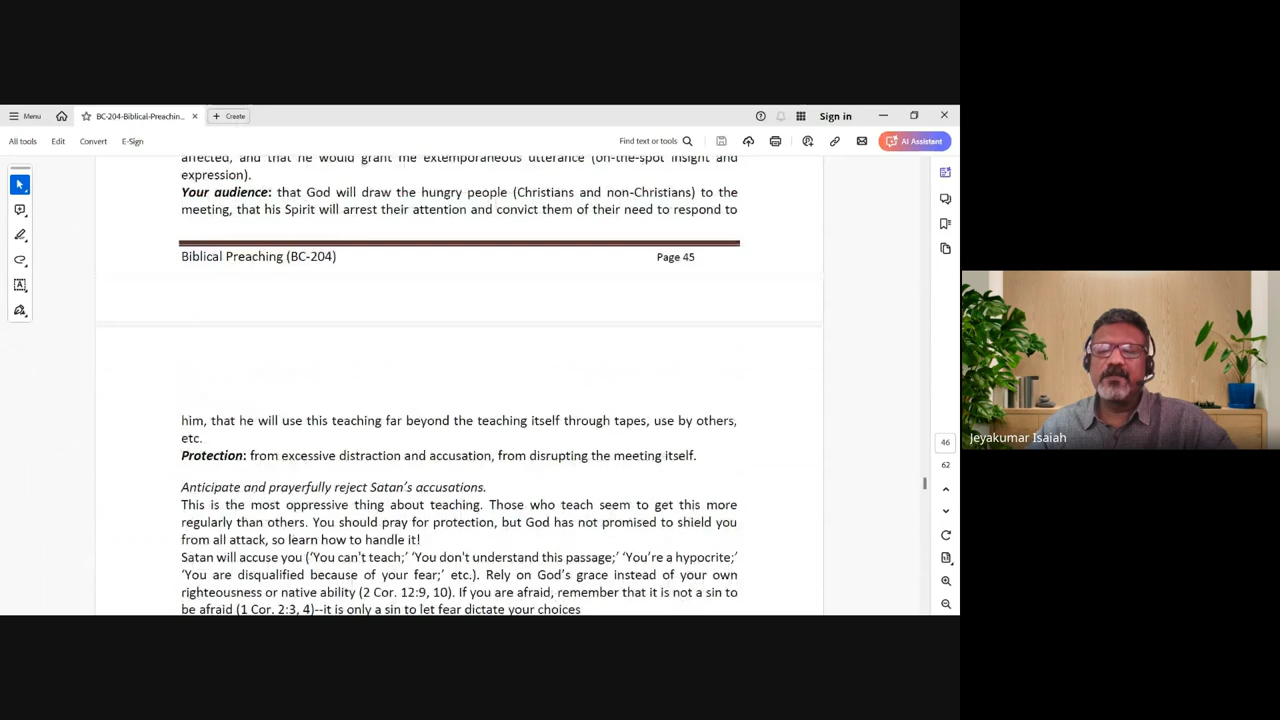 Menu
BC-204-Biblical-Preachin...
Create
Sign in
All tools
Edit
Convert
E-Sign
Find text or tools
AI Assistant
affected, and that he would grant me extemporaneous utterance (on-the-spot insight and
expression).
Your audience: that God will draw the hungry people (Christians and non-Christians) to the
meeting, that his Spirit will arrest their attention and convict them of their need to respond to
Biblical Preaching (BC-204)
Page 45
him, that he will use this teaching far beyond the teaching itself through tapes, use by others,
etc.
Protection: from excessive distraction and accusation, from disrupting the meeting itself.
Anticipate and prayerfully reject Satan's accusations.
This is the most oppressive thing about teaching. Those who teach seem to get this more
regularly than others. You should pray for protection, but God has not promised to shield you
from all attack, so learn how to handle it!
Satan will accuse you ('You can't teach;' 'You don't understand this passage;' 'You're a hypocrite;'
'You are disqualified because of your fear;' etc.). Rely on God's grace instead of your own
righteousness or native ability (2 Cor. 12:9, 10). If you are afraid, remember that it is not a sin to
be afraid (1 Cor. 2:3, 4)--it is only a sin to let fear dictate your choices
46
62
Jeyakumar Isaiah